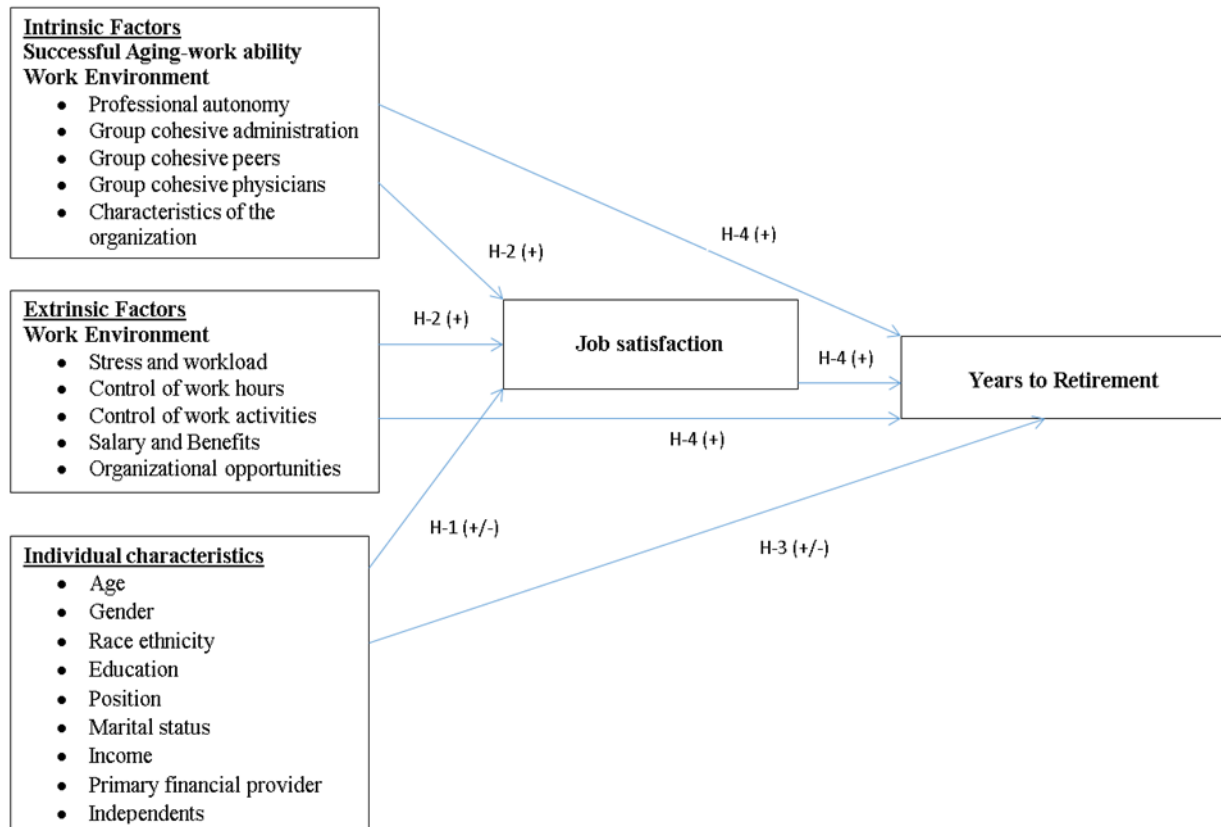 Intrinsic Factors
Successful Aging-work ability
Work Environment
• Professional autonomy
• Group cohesive administration
• Group cohesive peers
• Group cohesive physicians
• Characteristics of the
organization
H-4 (+)
H-2 (+)
Extrinsic Factors
Work Environment
• Stress and workload
• Control of work hours
• Control of work activities
• Salary and Benefits
• Organizational opportunities
H-2 (+)
Job satisfaction
H-4 (+)
Years to Retirement
H-4 (+)
H-1 (+/-)
H-3 (+/-)
Individual characteristics
• Age
• Gender
• Race ethnicity
• Education
• Position
• Marital status
• Income
• Primary financial provider
• Independents